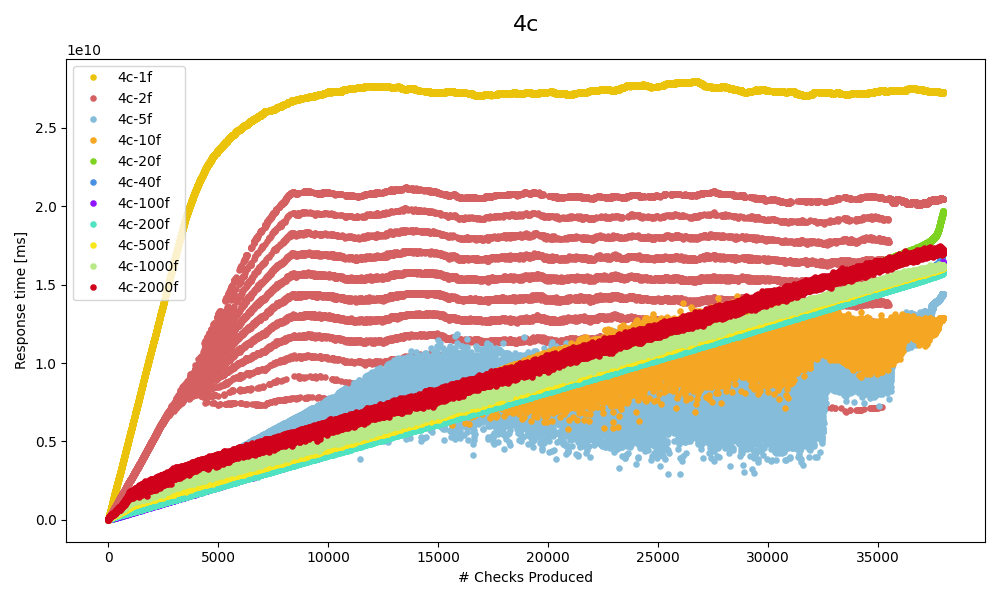 4c
1e10
4c-1f
4c-2f
4c-5f
4c-10f
4c-20f
4c-40f
4c-100f
4c-200f
4c-500f
4c-1000f
4c-2000f
2.5
2.0
1.5
1.0
0.5
0.0
Response time [ms]
0 5000 10000 15000 20000 25000 30000 35000
# Checks Produced